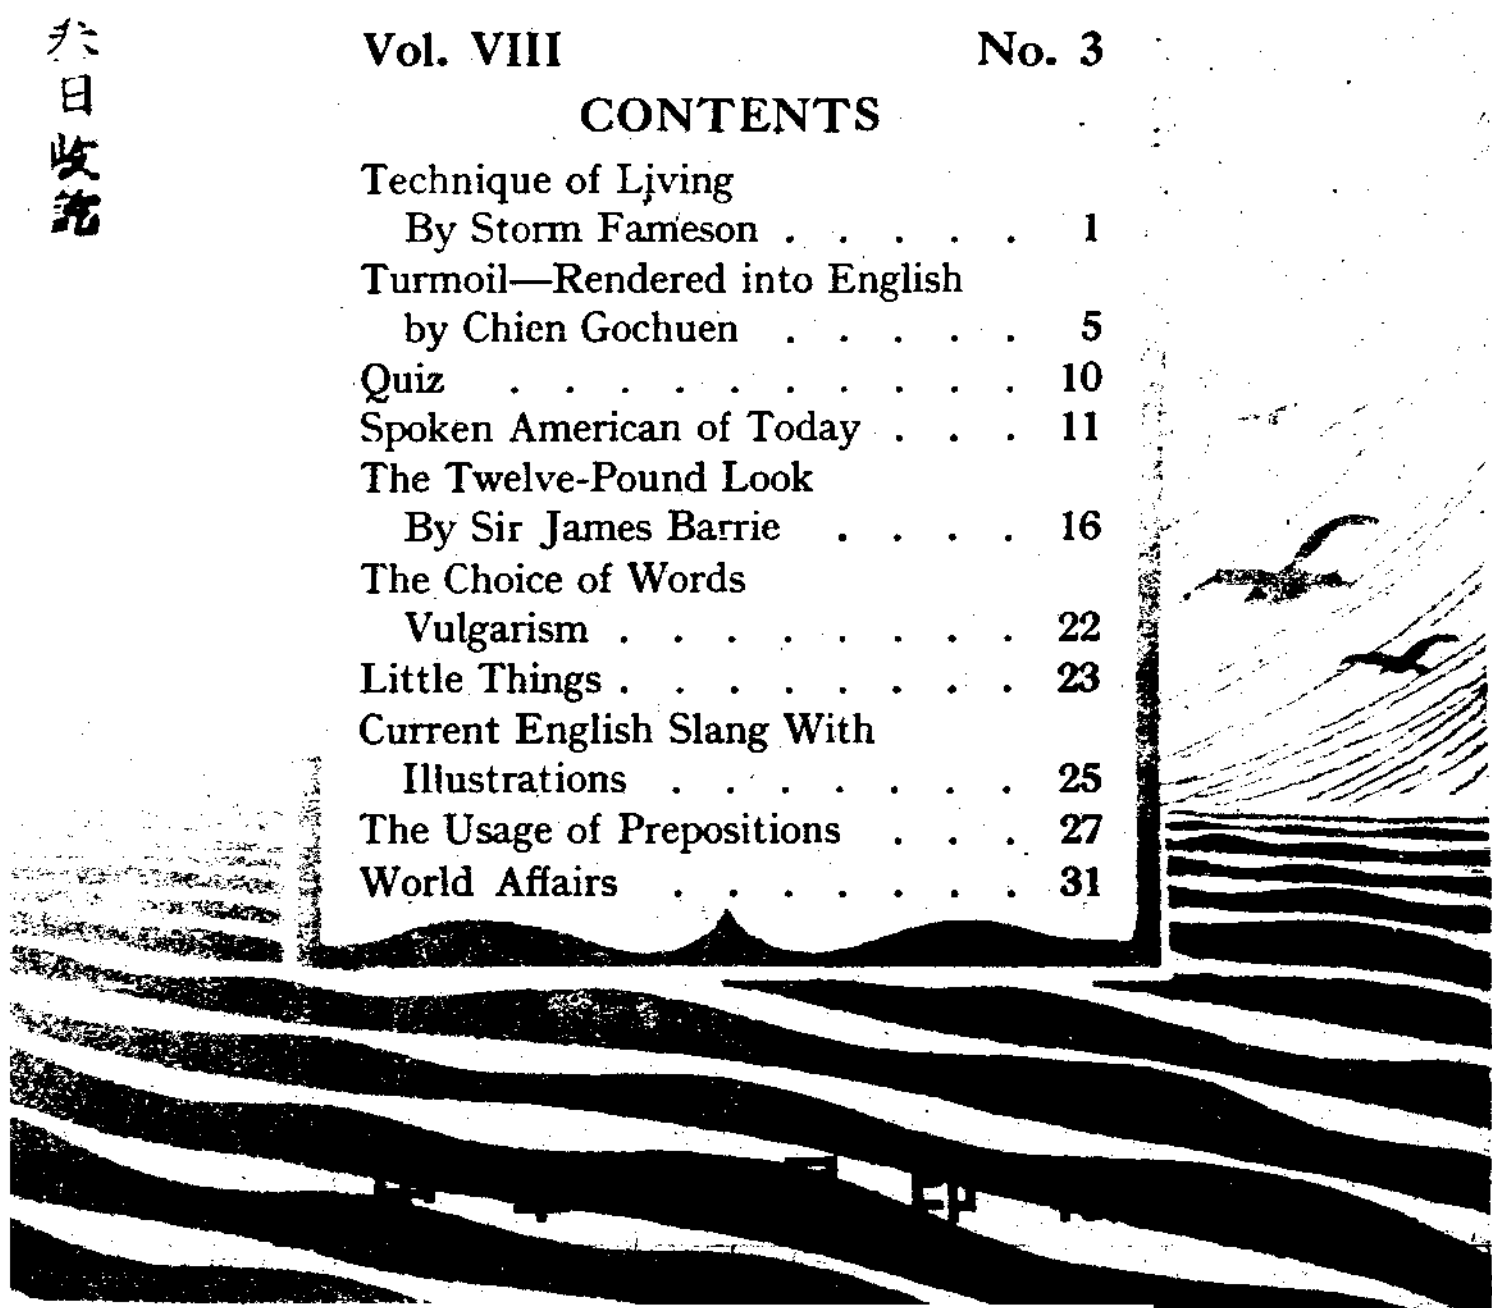 Vol. VIII No. 3
CONTENTS
Technique of Living
By Storm Fameson . . . . . 1
Turmoil—Rendered into English
by Chien Gochuen . . . . . 5
Quiz . . . . . . . . . . 10
Spoken American of Today . . . 11
The Twelve-Pound Look
By Sir James Barrie . . . . 16
The Choice of Words
Vulgarism . . . . . . . . 22
Little Things . . . . . . . . 23
Current English Slang With
Illustrations . . . . . . . 25
The Usage of Prepositions . . . 27
World Affairs . . . . . . . 31
日
收